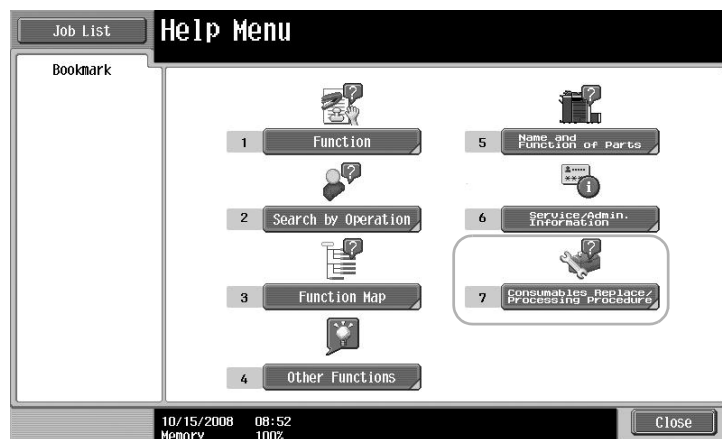 Job List
Help Menu
Bookmark
1 Function
2 Search by Operation
3 Function Map
4 Other Functions
5 Name and
Function of Parts
6 Service/Admin.
Information
7 Consumables Replace/
Processing Procedure
10/15/2008 08:52
Memory 100%
Close